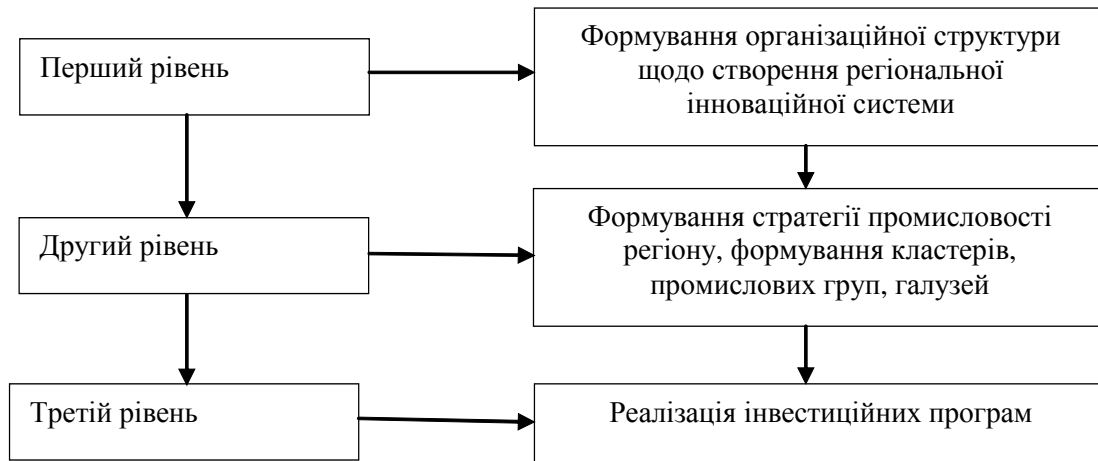 Перший рівень
Формування організаційної структури
щодо створення регіональної
інноваційної системи
Другий рівень
Формування стратегії промисловості
регіону, формування кластерів,
промислових груп, галузей
Третій рівень
Реалізація інвестиційних програм